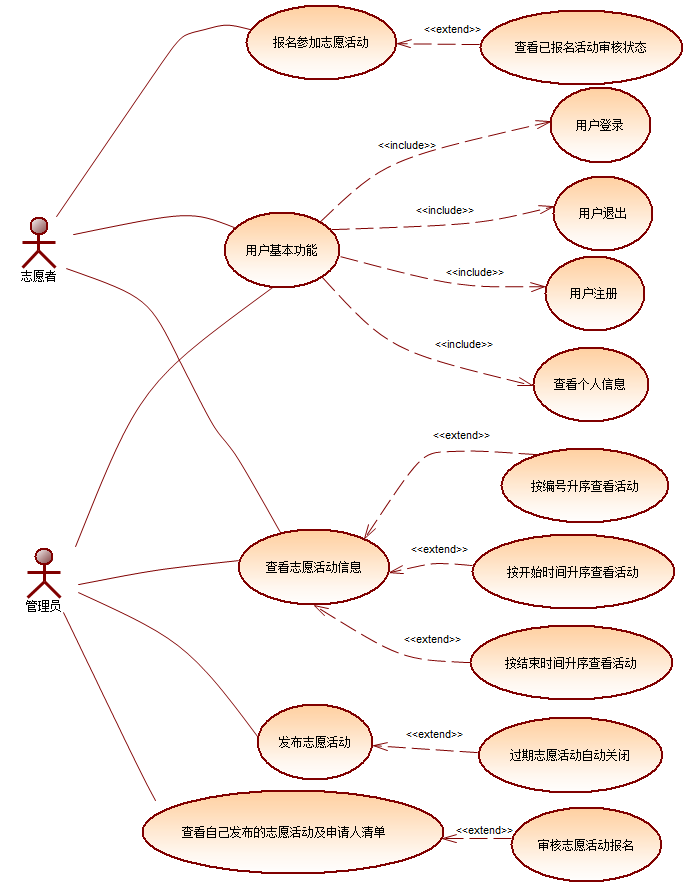 <<extend>>
报名参加志愿活动
查看已报名活动审核状态
用户登录
<<include>>
<<include>>
用户退出
志愿者
用户基本功能
<<include>>
用户注册
<<include>>
查看个人信息
<<extend>>
按编号升序查看活动
<<extend>>
查看志愿活动信息
按开始时间升序查看活动
管理员
<<extend>>
按结束时间升序查看活动
<<extend>>
发布志愿活动
过期志愿活动自动关闭
查看自己发布的志愿活动及申请人清单
<<extend>>
审核志愿活动报名